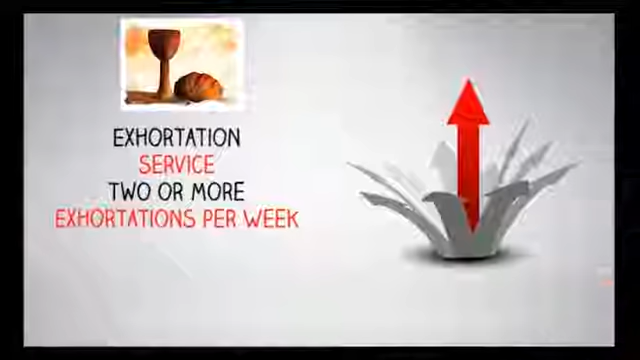 EXHORTATION
SERVICE
TWO OR MORE
EXHORTATIONS PER WEEK